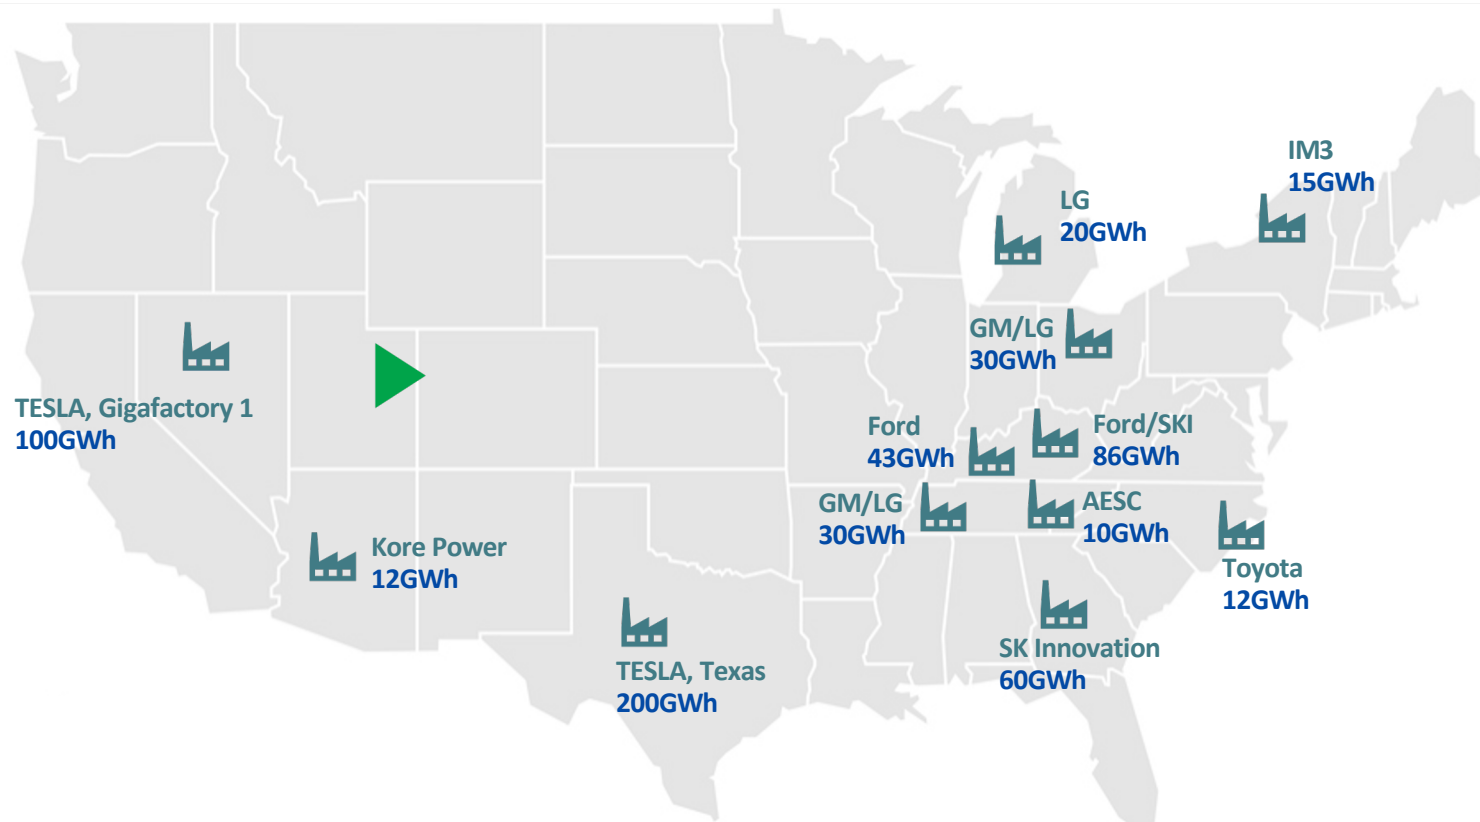 IM3
15GWh
LG
20GWh
GM/LG
30GWh
TESLA, Gigafactory 1
100GWh
Ford
43GWh
Ford/SKI
86GWh
GM/LG
30GWh
AESC
10GWh
Kore Power
12GWh
Toyota
12GWh
SK Innovation
60GWh
TESLA, Texas
200GWh